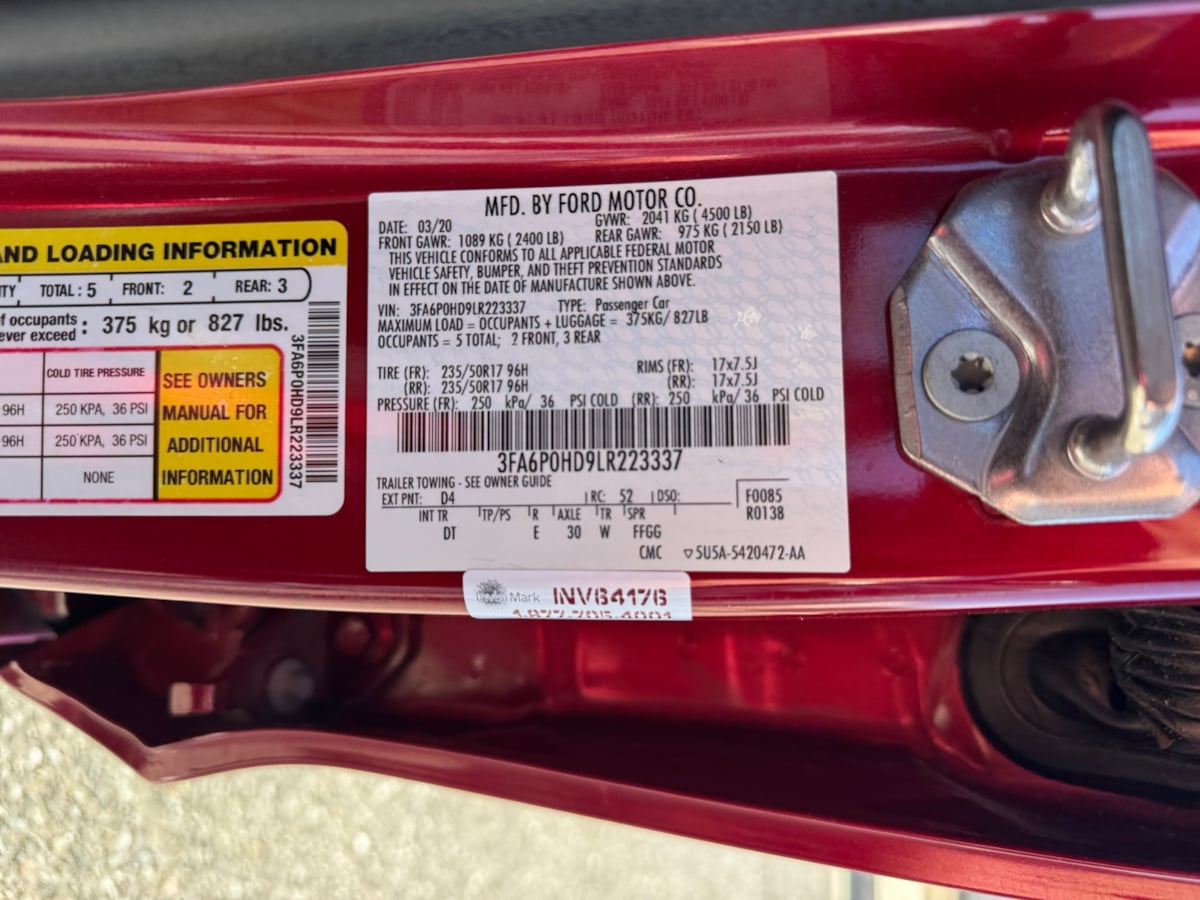 AND LOADING INFORMATION
TY TOTAL : 5 FRONT: 2 REAR: 3
f occupants
ever exceed : 375 kg or 827 lbs.
COLD TIRE PRESSURE
96H 250 KPA, 36 PSI
96H 250 KPA, 36 PSI
NONE
SEE OWNERS
MANUAL FOR
ADDITIONAL
INFORMATION
3FA6P0HD9LR223337
MFD. BY FORD MOTOR CO.
DATE: 03/20 GVWR: 2041 KG ( 4500 LB)
FRONT GAWR: 1089 KG ( 2400 LB) REAR GAWR: 975 KG ( 2150 LB)
THIS VEHICLE CONFORMS TO ALL APPLICABLE FEDERAL MOTOR
VEHICLE SAFETY, BUMPER, AND THEFT PREVENTION STANDARDS
IN EFFECT ON THE DATE OF MANUFACTURE SHOWN ABOVE.
VIN: 3FA6P0HD9LR223337 TYPE: Passenger Car
MAXIMUM LOAD = OCCUPANTS + LUGGAGE = 375KG/ 827LB
OCCUPANTS = 5 TOTAL; 2 FRONT, 3 REAR
TIRE (FR): 235/50R17 96H RIMS (FR): 17x7.5J
(RR): 235/50R17 96H (RR): 17x7.5J
PRESSURE (FR): 250 kPa/ 36 PSI COLD (RR): 250 kPa/ 36 PSI COLD
3FA6P0HD9LR223337
TRAILER TOWING - SEE OWNER GUIDE
EXT PNT: D4 RC: 52 DSO: F0085
INT TR TP/PS R AXLE TR SPR R0138
DT E 30 W FFGG
CMC ▽5U5A-5420472-AA
Mark INV64176
1-877-705-4001